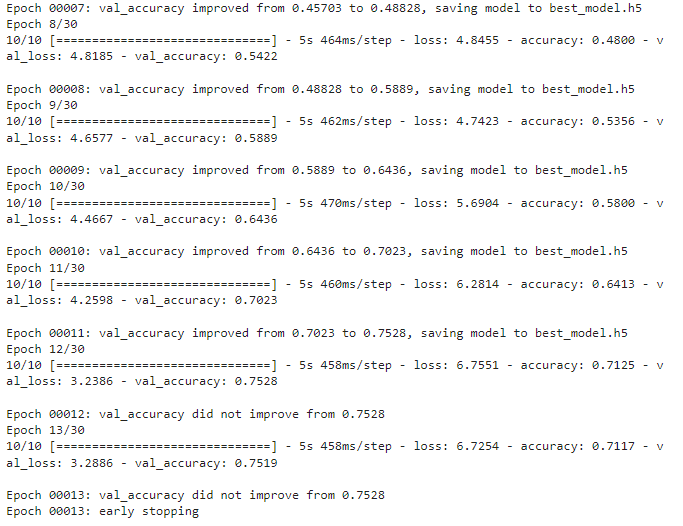 Epoch 00007: val_accuracy improved from 0.45703 to 0.48828, saving model to best_model.h5
Epoch 8/30
10/10 [==============================] - 5s 464ms/step - loss: 4.8455 - accuracy: 0.4800 - v
al_loss: 4.8185 - val_accuracy: 0.5422
Epoch 00008: val_accuracy improved from 0.48828 to 0.5889, saving model to best_model.h5
Epoch 9/30
10/10 [==============================] - 5s 462ms/step - loss: 4.7423 - accuracy: 0.5356 - v
al_loss: 4.6577 - val_accuracy: 0.5889
Epoch 00009: val_accuracy improved from 0.5889 to 0.6436, saving model to best_model.h5
Epoch 10/30
10/10 [==============================] - 5s 470ms/step - loss: 5.6904 - accuracy: 0.5800 - v
al_loss: 4.4667 - val_accuracy: 0.6436
Epoch 00010: val_accuracy improved from 0.6436 to 0.7023, saving model to best_model.h5
Epoch 11/30
10/10 [==============================] - 5s 460ms/step - loss: 6.2814 - accuracy: 0.6413 - v
al_loss: 4.2598 - val_accuracy: 0.7023
Epoch 00011: val_accuracy improved from 0.7023 to 0.7528, saving model to best_model.h5
Epoch 12/30
10/10 [==============================] - 5s 458ms/step - loss: 6.7551 - accuracy: 0.7125 - v
al_loss: 3.2386 - val_accuracy: 0.7528
Epoch 00012: val_accuracy did not improve from 0.7528
Epoch 13/30
10/10 [==============================] - 5s 458ms/step - loss: 6.7254 - accuracy: 0.7117 - v
al_loss: 3.2886 - val_accuracy: 0.7519
Epoch 00013: val_accuracy did not improve from 0.7528
Epoch 00013: early stopping